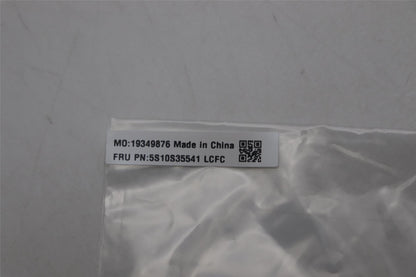 MO:19349876 Made in China
FRU PN:5S10S35541 LCFC